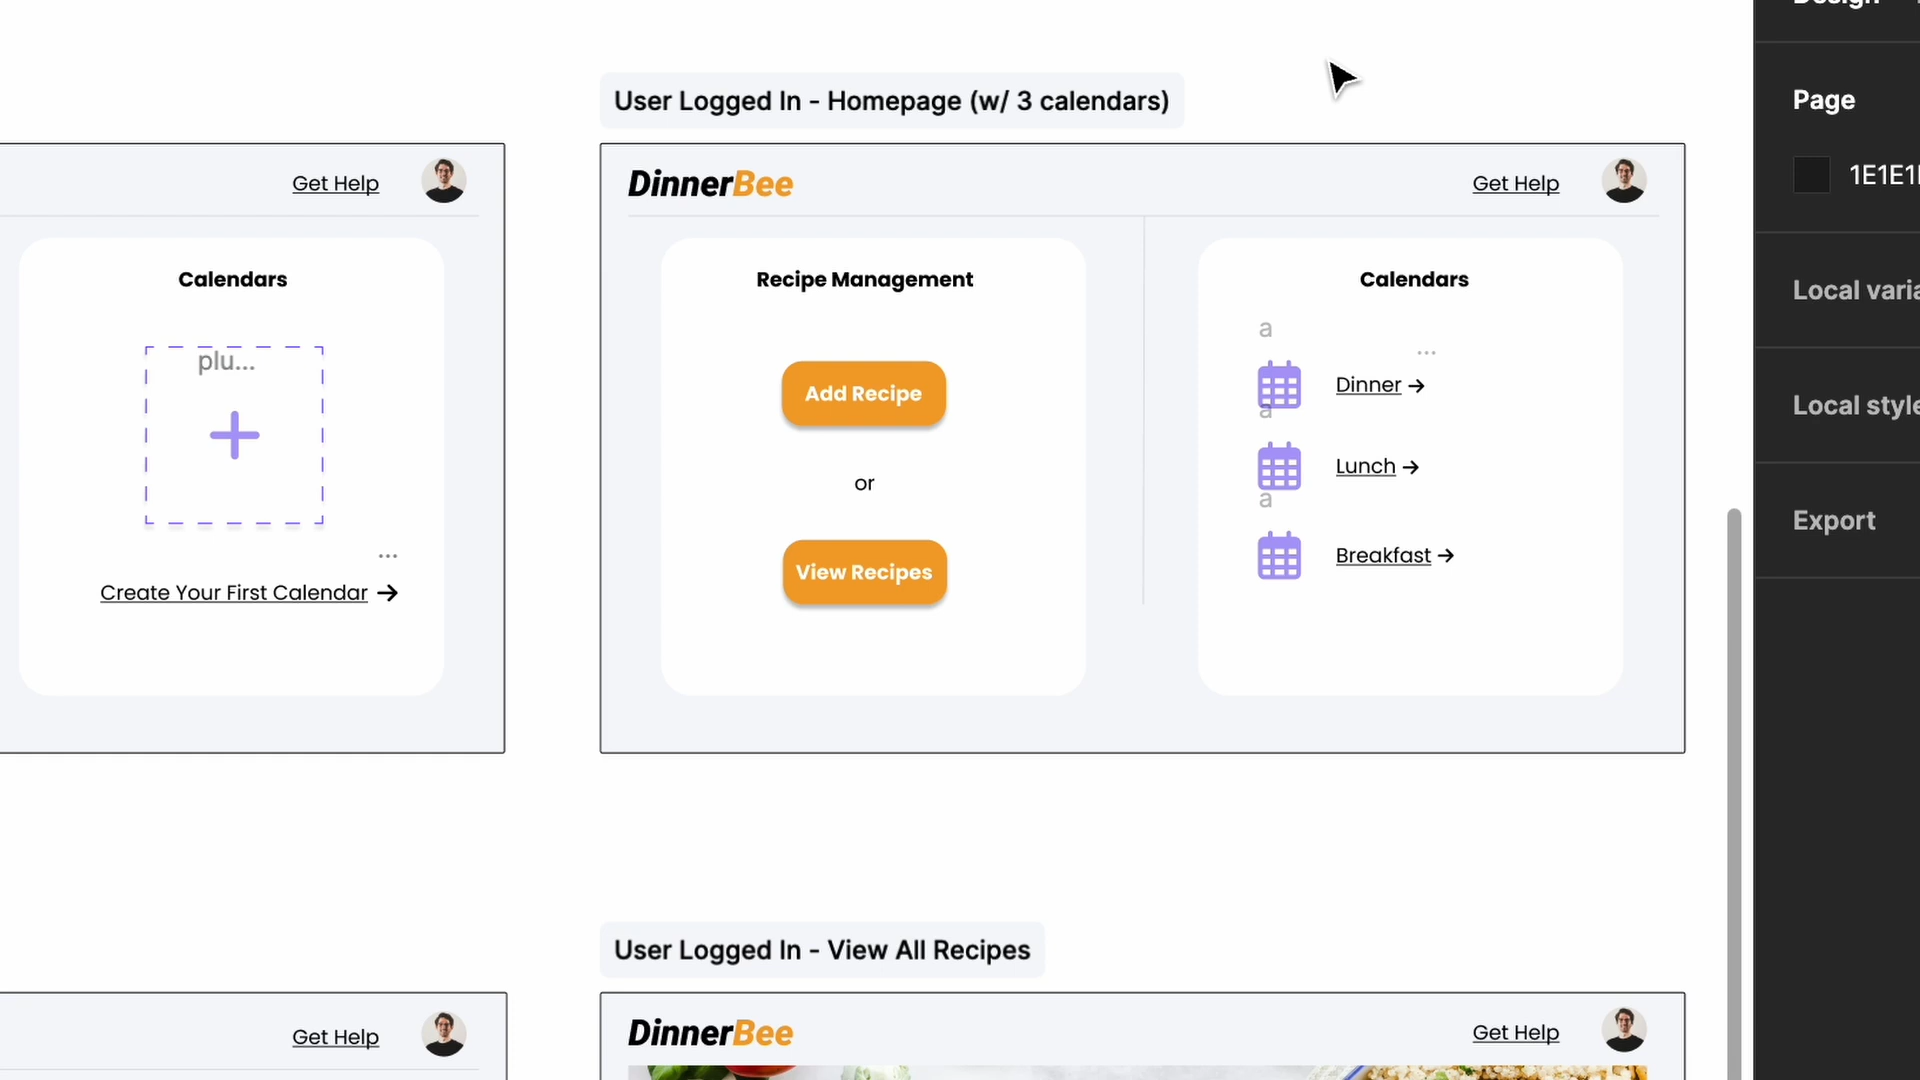 Design
Page
1E1E1
Local varia
Local style
Export
User Logged In - Homepage (w/ 3 calendars)
Get Help
Calendars
plu...
...
Create Your First Calendar →
DinnerBee
Get Help
Recipe Management
Add Recipe
or
View Recipes
Calendars
a
...
Dinner →
a
Lunch →
a
Breakfast →
User Logged In - View All Recipes
Get Help
DinnerBee
Get Help